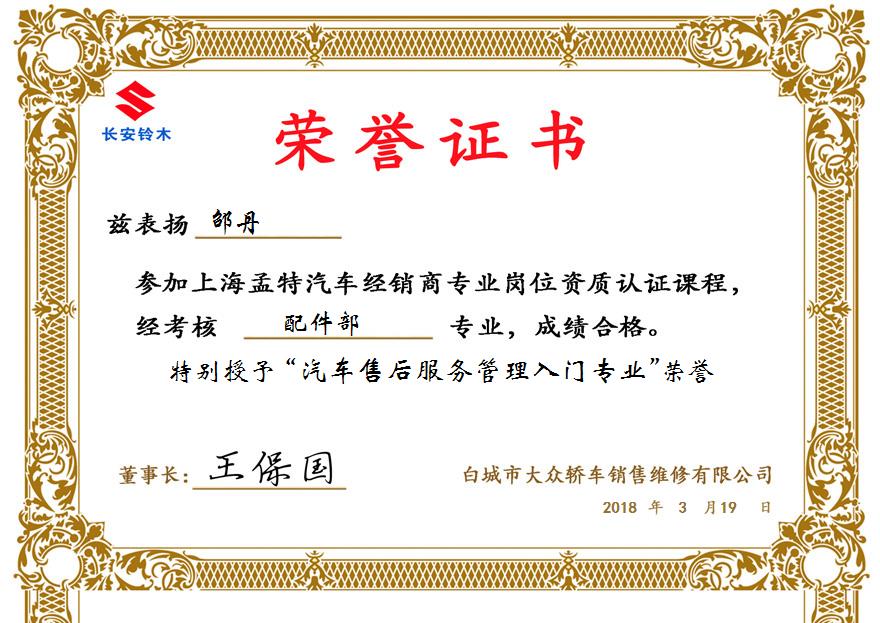 长安铃木
荣誉证书
兹表扬 邹丹
参加上海孟特汽车经销商专业岗位资质认证课程，
经考核 配件部 专业，成绩合格。
特别授予“汽车售后服务管理入门专业”荣誉
董事长：王保国
白城市大众轿车销售维修有限公司
2018 年 3 月19 日